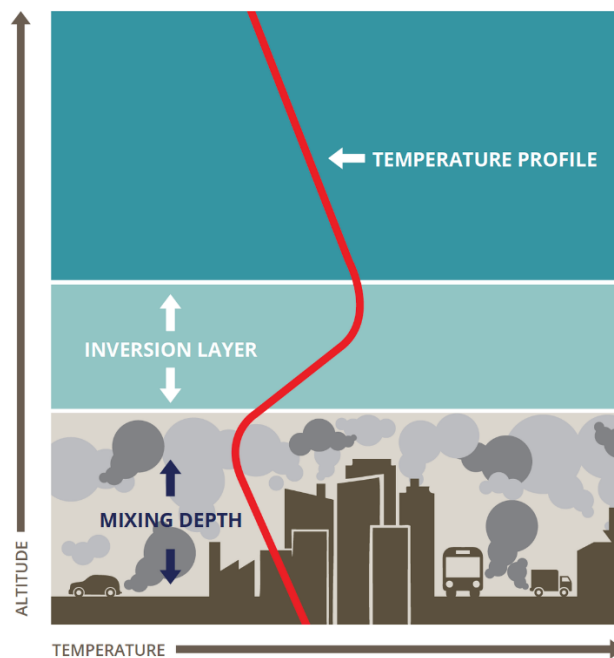 TEMPERATURE PROFILE
INVERSION LAYER
MIXING DEPTH
ALTITUDE
TEMPERATURE